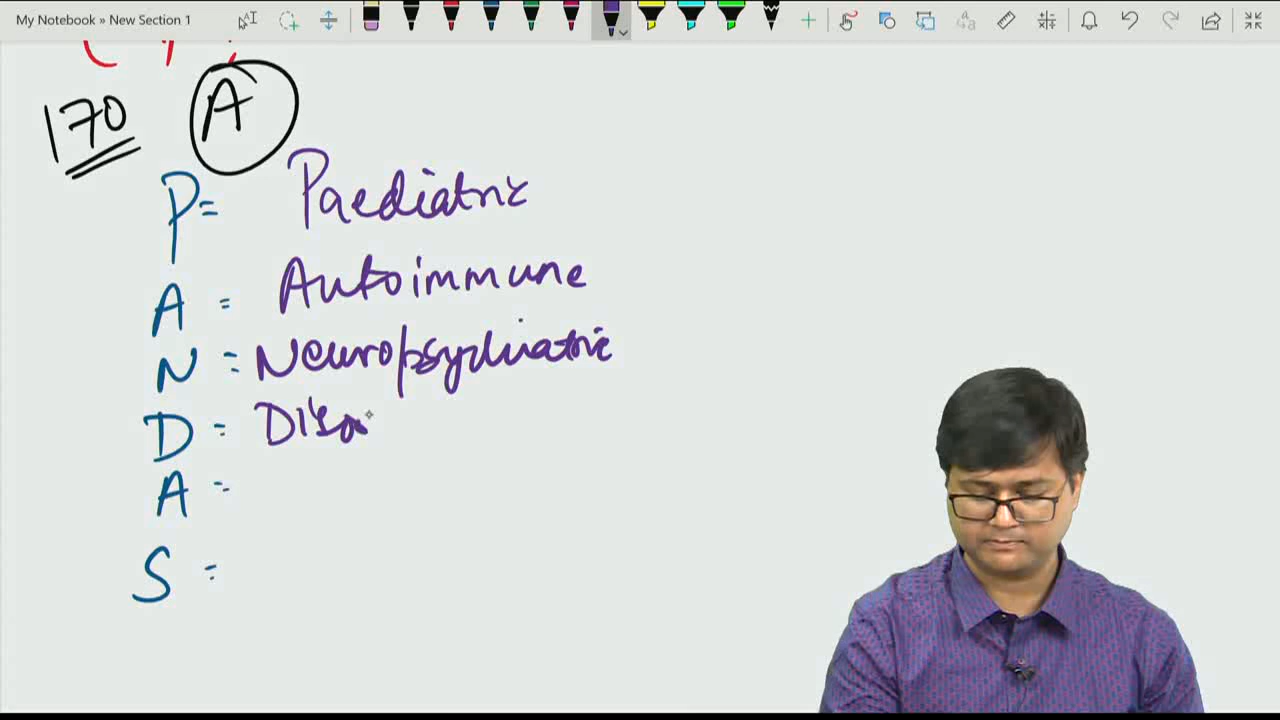 My Notebook » New Section 1
170 A
P= Paediatric
A = Autoimmune
N = Neuropsychiatric
D = Diso
A =
S =